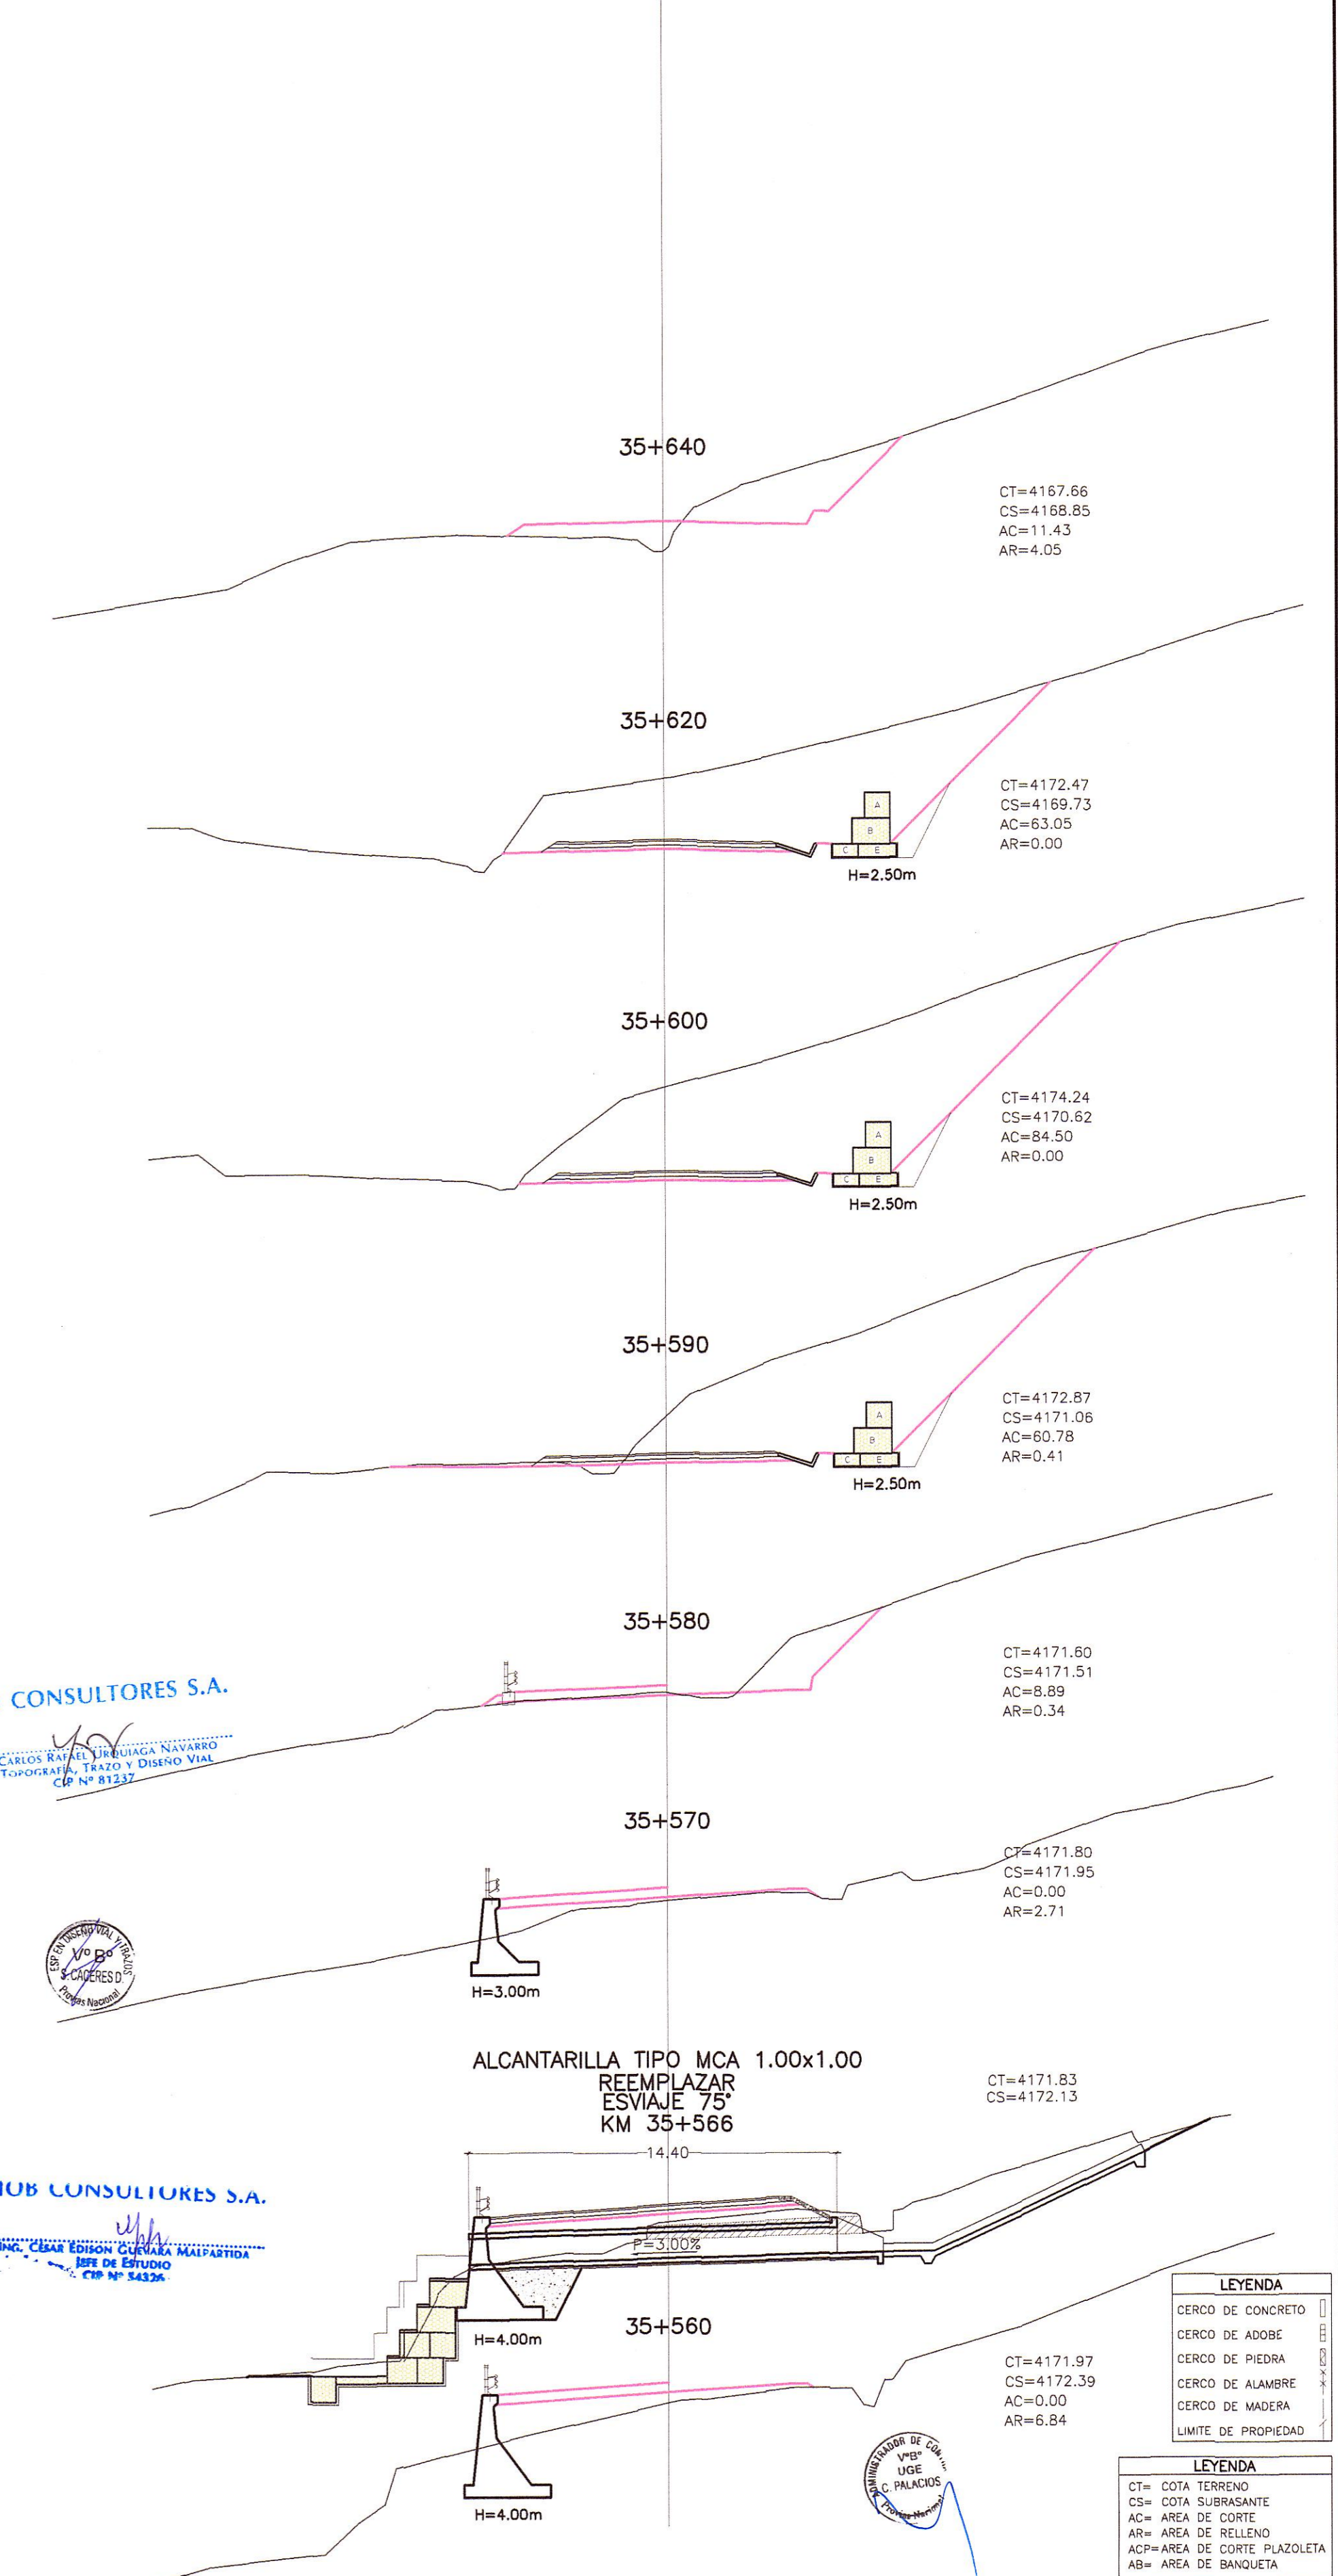 35+640
CT=4167.66
CS=4168.85
AC=11.43
AR=4.05
35+620
CT=4172.47
CS=4169.73
AC=63.05
AR=0.00
A
B
C E
H=2.50m
35+600
CT=4174.24
CS=4170.62
AC=84.50
AR=0.00
A
B
C E
H=2.50m
35+590
CT=4172.87
CS=4171.06
AC=60.78
AR=0.41
A
B
C E
H=2.50m
35+580
CT=4171.60
CS=4171.51
AC=8.89
AR=0.34
CONSULTORES S.A.
CARLOS RAFAEL URQUIAGA NAVARRO
TOPOGRAFÍA, TRAZO Y DISEÑO VIAL
CIP Nº 81237
35+570
CT=4171.80
CS=4171.95
AC=0.00
AR=2.71
H=3.00m
ESP. EN DISEÑO VIAL Y TRAZOS
Vº Bº
S. CACERES D.
Provias Nacional
ALCANTARILLA TIPO MCA 1.00x1.00
REEMPLAZAR
ESVIAJE 75°
KM 35+566
CT=4171.83
CS=4172.13
14.40
P=3.00%
H=4.00m
CONSULTORES S.A.
ING. CÉSAR EDISON GUEVARA MALPARTIDA
JEFE DE ESTUDIO
CIP Nº 54326
35+560
CT=4171.97
CS=4172.39
AC=0.00
AR=6.84
H=4.00m
ADMINISTRADOR DE
VºBº
UGE
C. PALACIOS
Provias Nacional
LEYENDA
CERCO DE CONCRETO
CERCO DE ADOBE
CERCO DE PIEDRA
CERCO DE ALAMBRE
CERCO DE MADERA
LIMITE DE PROPIEDAD
LEYENDA
CT= COTA TERRENO
CS= COTA SUBRASANTE
AC= AREA DE CORTE
AR= AREA DE RELLENO
ACP=AREA DE CORTE PLAZOLETA
AB= AREA DE BANQUETA